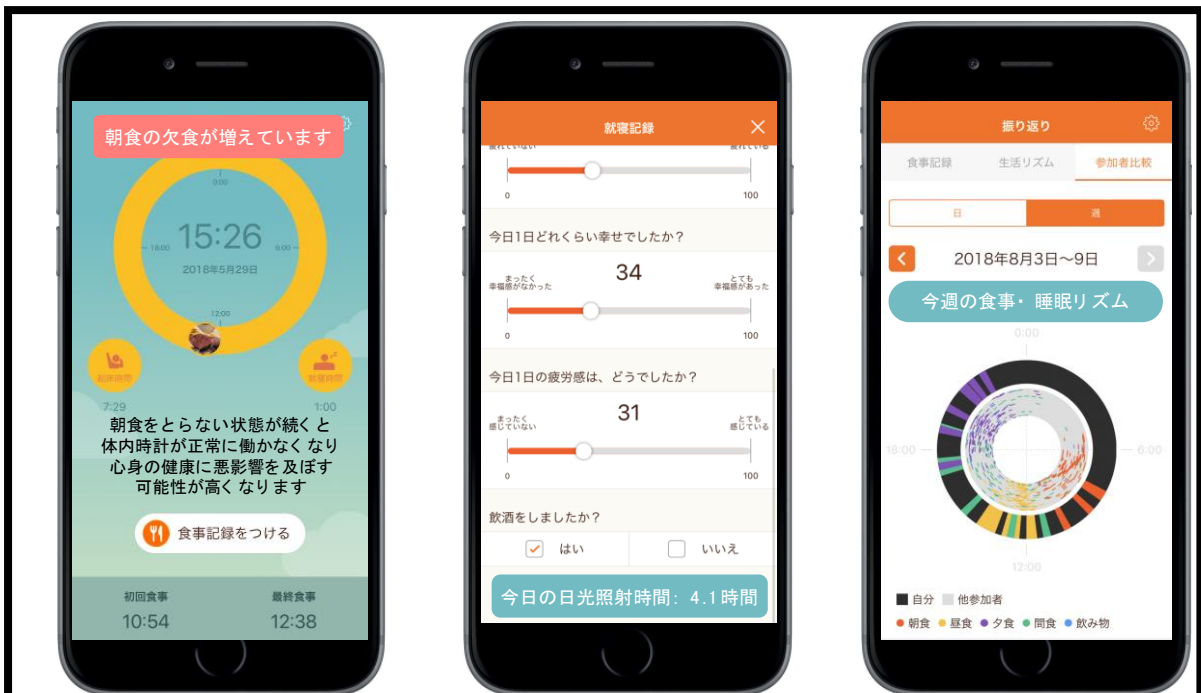 朝食の欠食が増えています
0:00
15:26
18:00
6:00
2018年5月29日
12:00
起床時間
就寝時間
7:29
1:00
朝食をとらない状態が続くと
体内時計が正常に働かなくなり
心身の健康に悪影響を及ぼす
可能性が高くなります
食事記録をつける
初回食事
最終食事
10:54
12:38
就寝記録
疲れていない
疲れている
0
100
今日1日どれくらい幸せでしたか？
まったく
幸福感がなかった
34
とても
幸福感があった
0
100
今日1日の疲労感は、どうでしたか？
まったく
感じていない
31
とても
感じている
0
100
飲酒をしましたか？
はい
いいえ
今日の日光照射時間: 4.1時間
振り返り
食事記録
生活リズム
参加者比較
日
週
2018年8月3日〜9日
今週の食事・睡眠リズム
0:00
18:00
6:00
12:00
自分
他参加者
朝食
昼食
夕食
間食
飲み物